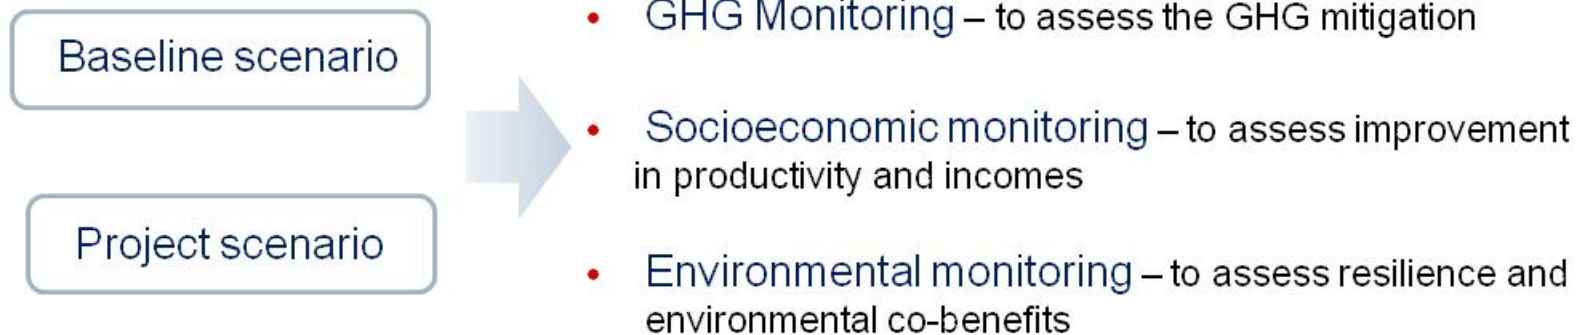 Baseline scenario
Project scenario
• GHG Monitoring – to assess the GHG mitigation
• Socioeconomic monitoring – to assess improvement
in productivity and incomes
• Environmental monitoring – to assess resilience and
environmental co-benefits